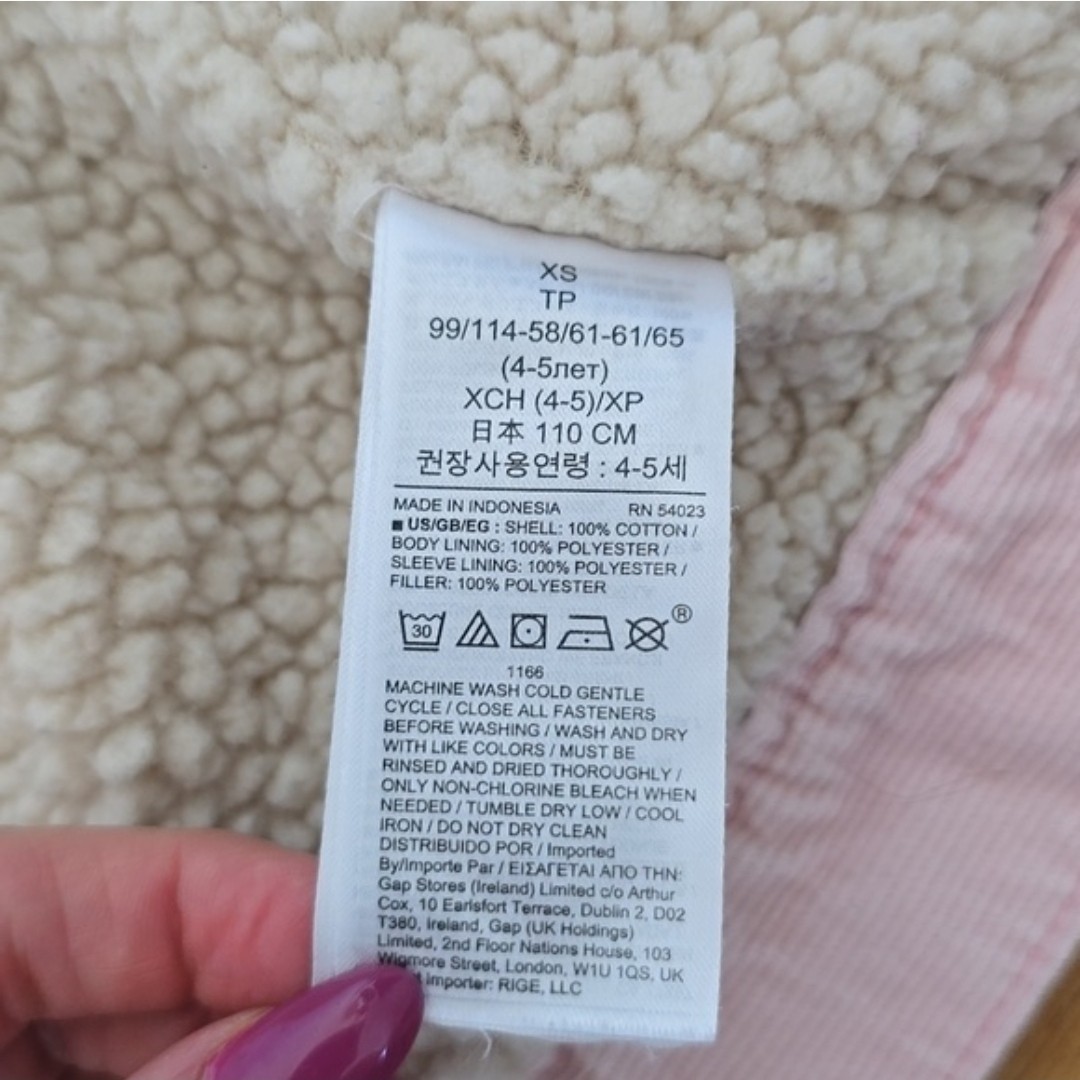 XS
TP
99/114-58/61-61/65
(4-5лет)
XCH (4-5)/XP
日本 110 CM
권장사용연령 : 4-5세
MADE IN INDONESIA RN 54023
■ US/GB/EG : SHELL: 100% COTTON /
BODY LINING: 100% POLYESTER /
SLEEVE LINING: 100% POLYESTER /
FILLER: 100% POLYESTER
30 ®
1166
MACHINE WASH COLD GENTLE
CYCLE / CLOSE ALL FASTENERS
BEFORE WASHING / WASH AND DRY
WITH LIKE COLORS / MUST BE
RINSED AND DRIED THOROUGHLY /
ONLY NON-CHLORINE BLEACH WHEN
NEEDED / TUMBLE DRY LOW / COOL
IRON / DO NOT DRY CLEAN
DISTRIBUIDO POR / Imported
By/Importe Par / ΕΙΣΑΓΕΤΑΙ ΑΠΟ ΤΗΝ:
Gap Stores (Ireland) Limited c/o Arthur
Cox, 10 Earlsfort Terrace, Dublin 2, D02
T380, Ireland, Gap (UK Holdings)
Limited, 2nd Floor Nations House, 103
Wigmore Street, London, W1U 1QS, UK
importer: RIGE, LLC